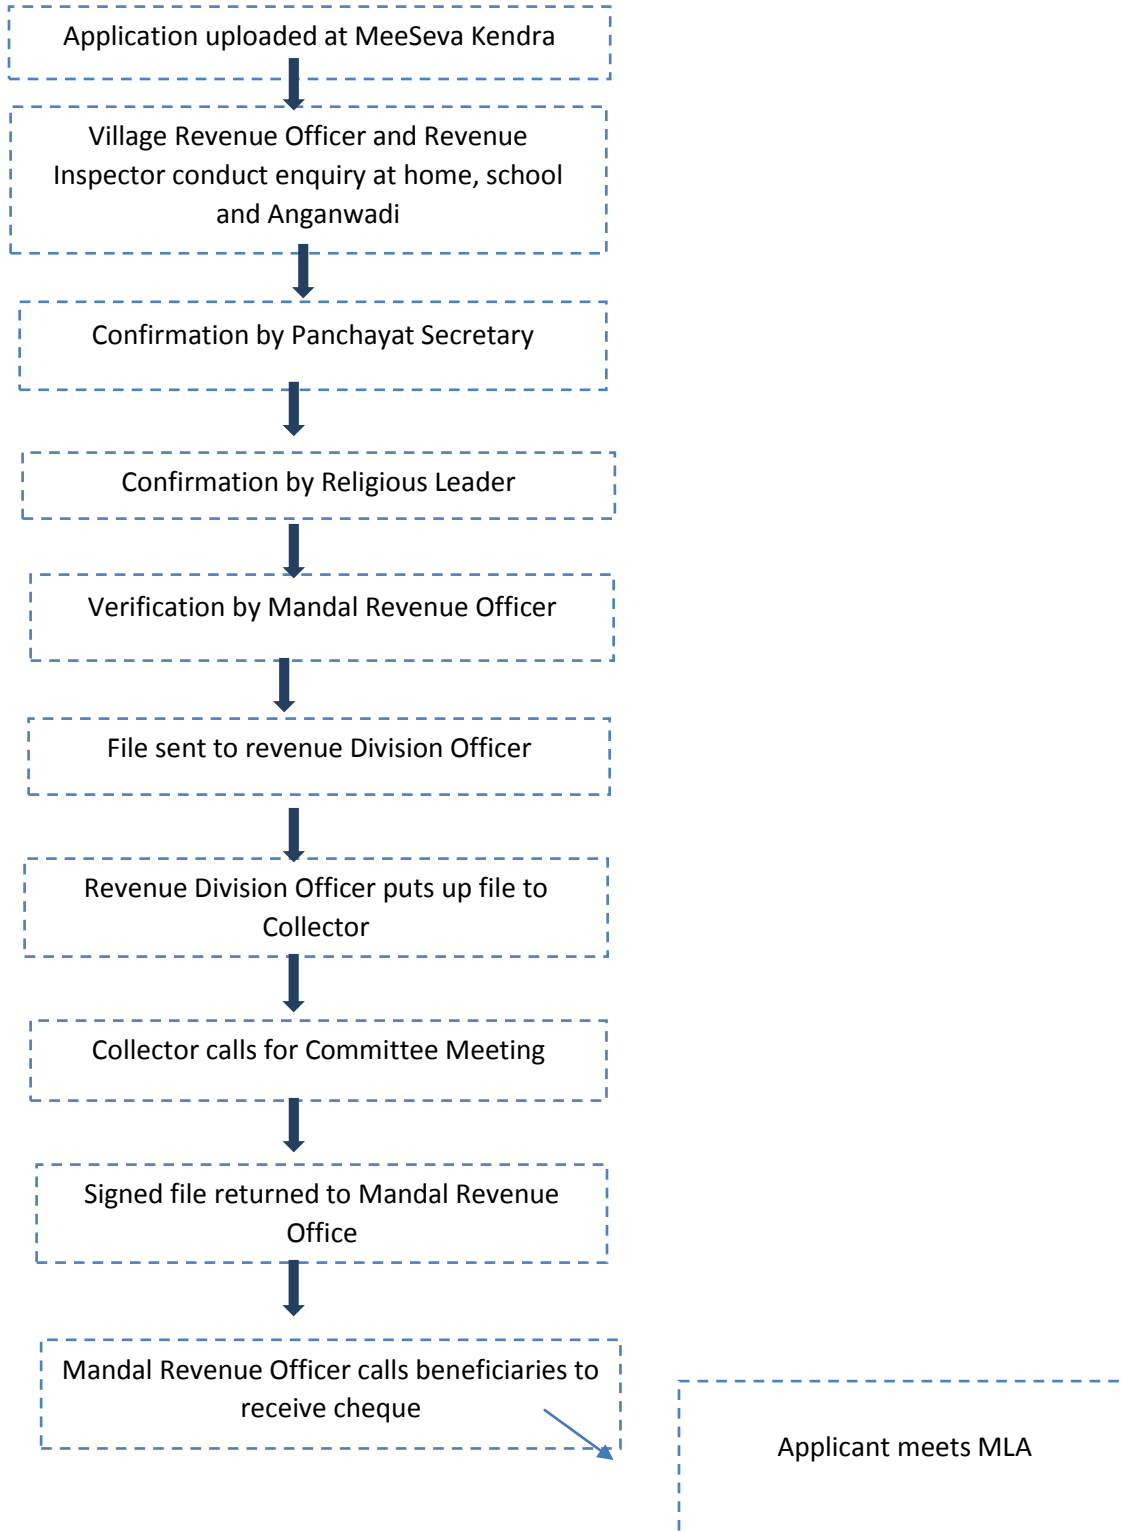 Application uploaded at MeeSeva Kendra
Village Revenue Officer and Revenue
Inspector conduct enquiry at home, school
and Anganwadi
Confirmation by Panchayat Secretary
Confirmation by Religious Leader
Verification by Mandal Revenue Officer
File sent to revenue Division Officer
Revenue Division Officer puts up file to
Collector
Collector calls for Committee Meeting
Signed file returned to Mandal Revenue
Office
Mandal Revenue Officer calls beneficiaries to
receive cheque
Applicant meets MLA